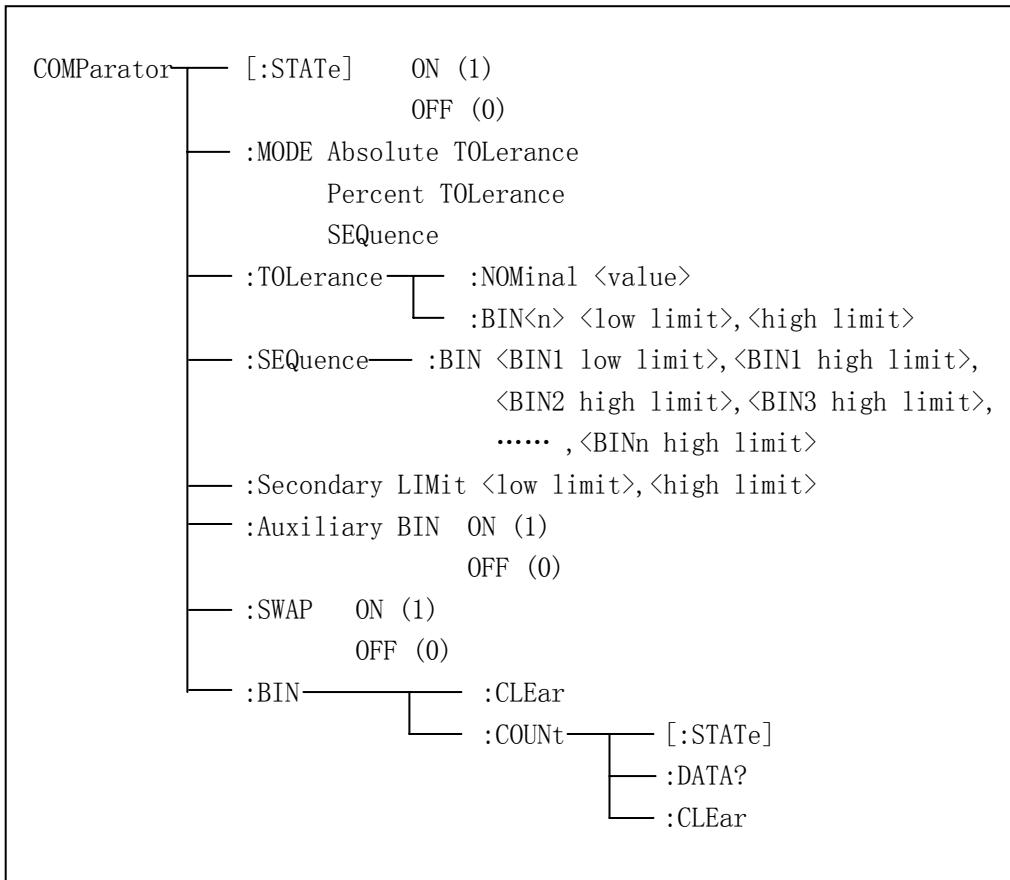 COMParator [:STATe] ON (1)
OFF (0)
:MODE Absolute TOLerance
Percent TOLerance
SEQuence
:TOLerance :NOMinal <value>
:BIN<n> <low limit>,<high limit>
:SEQuence :BIN <BIN1 low limit>,<BIN1 high limit>,
<BIN2 high limit>,<BIN3 high limit>,
…… ,<BINn high limit>
:Secondary LIMit <low limit>,<high limit>
:Auxiliary BIN ON (1)
OFF (0)
:SWAP ON (1)
OFF (0)
:BIN :CLEar
:COUNt [:STATe]
:DATA?
:CLEar